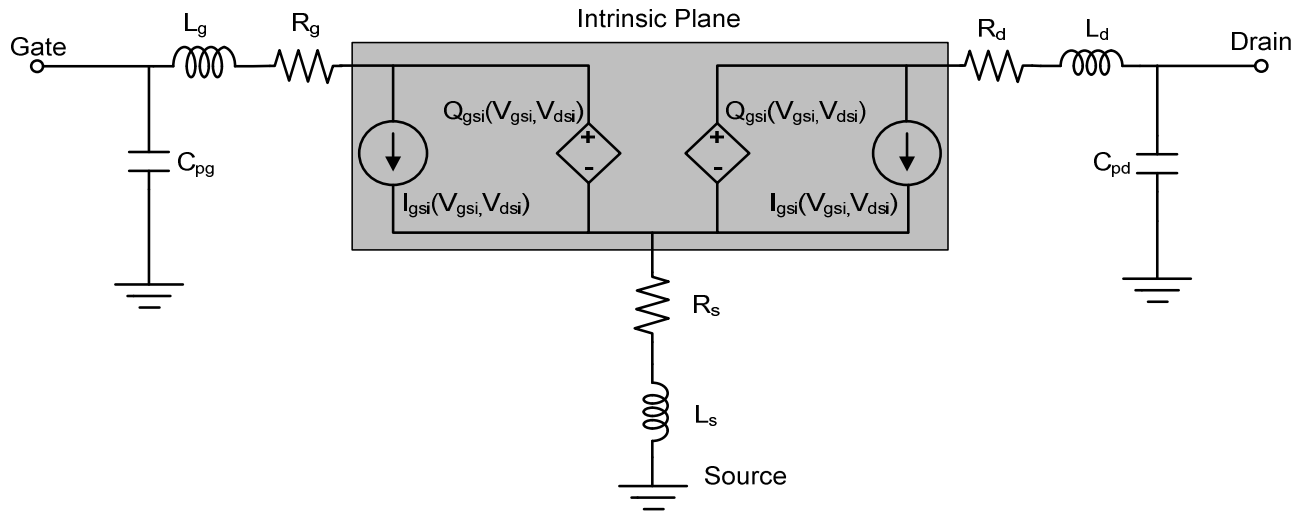 Intrinsic Plane
Gate
Lg
Rg
Rd
Ld
Drain
Qgsi(Vgsi,Vdsi)
Qgsi(Vgsi,Vdsi)
+
-
+
-
Cpg
Cpd
Igsi(Vgsi,Vdsi)
Igsi(Vgsi,Vdsi)
Rs
Ls
Source